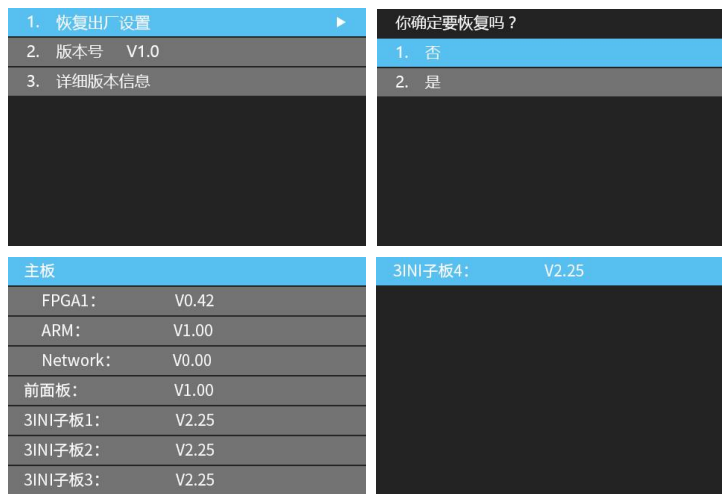 1. 恢复出厂设置
2. 版本号 V1.0
3. 详细版本信息
你确定要恢复吗？
1. 否
2. 是
主板
FPGA1： V0.42
ARM： V1.00
Network： V0.00
前面板： V1.00
3INI子板1： V2.25
3INI子板2： V2.25
3INI子板3： V2.25
3INI子板4： V2.25